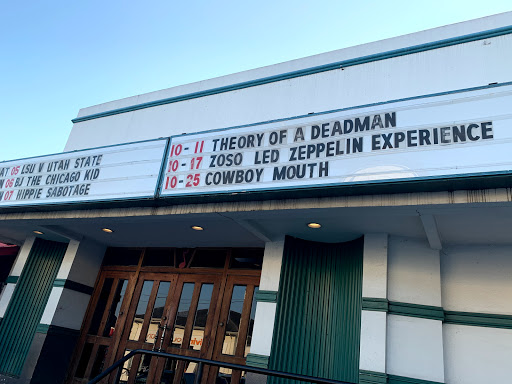 AT 05 LSU V UTAH STATE
N 06 BJ THE CHICAGO KID
N 07 HIPPIE SABOTAGE
10-11 THEORY OF A DEADMAN
10-17 ZOSO LED ZEPPELIN EXPERIENCE
10-25 COWBOY MOUTH